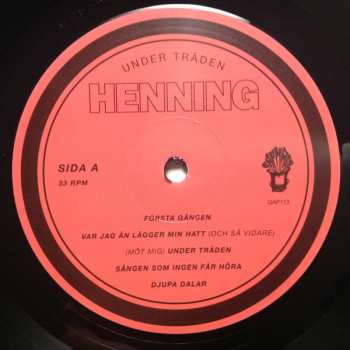 UNDER TRÄDEN
HENNING
SIDA A
33 RPM
GAP113
FÖRSTA GÅNGEN
VAR JAG ÄN LÄGGER MIN HATT (OCH SÅ VIDARE)
(MÖT MIG) UNDER TRÄDEN
SÅNGEN SOM INGEN FÅR HÖRA
DJUPA DALAR